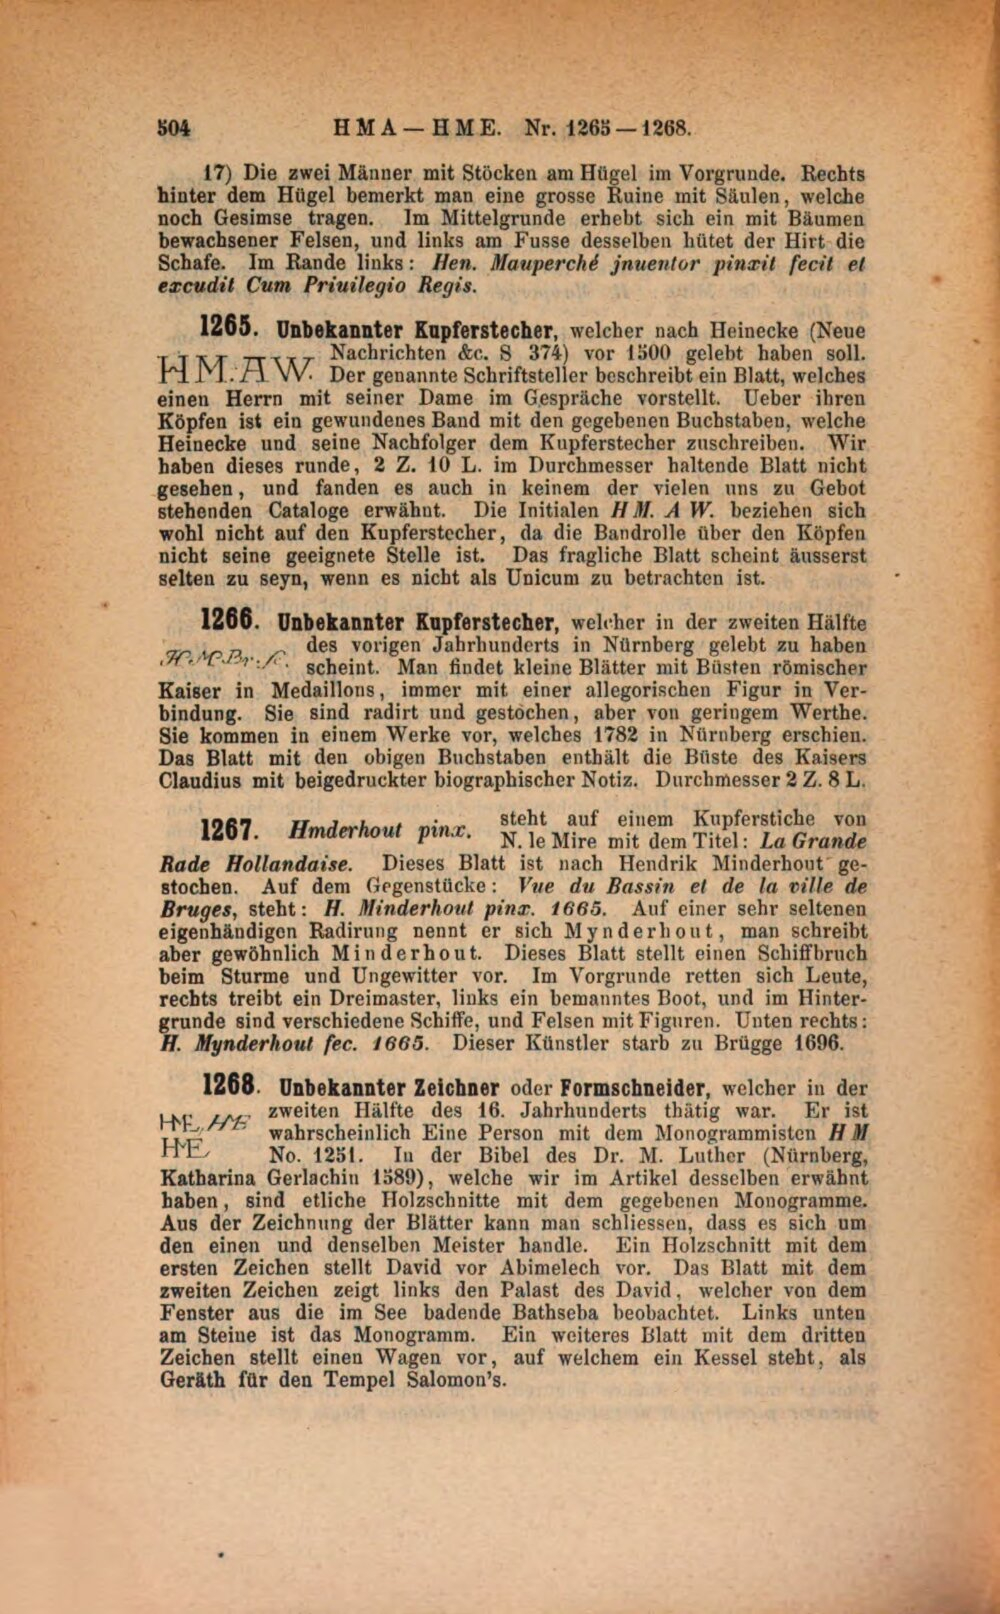 504 HMA — HME. Nr. 1265 — 1268.
17) Die zwei Männer mit Stöcken am Hügel im Vorgrunde. Rechts
hinter dem Hügel bemerkt man eine grosse Ruine mit Säulen, welche
noch Gesimse tragen. Im Mittelgrunde erhebt sich ein mit Bäumen
bewachsener Felsen, und links am Fusse desselben hütet der Hirt die
Schafe. Im Rande links: Hen. Mauperché jnuentor pinxit fecit et
excudit Cum Priuilegio Regis.
1265. Unbekannter Kupferstecher, welcher nach Heinecke (Neue
HM. AW. Nachrichten &c. S 374) vor 1500 gelebt haben soll.
Der genannte Schriftsteller beschreibt ein Blatt, welches
einen Herrn mit seiner Dame im Gespräche vorstellt. Ueber ihren
Köpfen ist ein gewundenes Band mit den gegebenen Buchstaben, welche
Heinecke und seine Nachfolger dem Kupferstecher zuschreiben. Wir
haben dieses runde, 2 Z. 10 L. im Durchmesser haltende Blatt nicht
gesehen, und fanden es auch in keinem der vielen uns zu Gebot
stehenden Cataloge erwähnt. Die Initialen HM. A W. beziehen sich
wohl nicht auf den Kupferstecher, da die Bandrolle über den Köpfen
nicht seine geeignete Stelle ist. Das fragliche Blatt scheint äusserst
selten zu seyn, wenn es nicht als Unicum zu betrachten ist.
1266. Unbekannter Kupferstecher, welcher in der zweiten Hälfte
des vorigen Jahrhunderts in Nürnberg gelebt zu haben
H. M Br. sc. scheint. Man findet kleine Blätter mit Büsten römischer
Kaiser in Medaillons, immer mit einer allegorischen Figur in Ver-
bindung. Sie sind radirt und gestochen, aber von geringem Werthe.
Sie kommen in einem Werke vor, welches 1782 in Nürnberg erschien.
Das Blatt mit den obigen Buchstaben enthält die Büste des Kaisers
Claudius mit beigedruckter biographischer Notiz. Durchmesser 2 Z. 8 L.
1267. Hmderhout pinx. steht auf einem Kupferstiche von
N. le Mire mit dem Titel: La Grande
Rade Hollandaise. Dieses Blatt ist nach Hendrik Minderhout ge-
stochen. Auf dem Gegenstücke: Vue du Bassin et de la ville de
Bruges, steht: H. Minderhout pinx. 1665. Auf einer sehr seltenen
eigenhändigen Radirung nennt er sich Mynderhout, man schreibt
aber gewöhnlich Minderhout. Dieses Blatt stellt einen Schiffbruch
beim Sturme und Ungewitter vor. Im Vorgrunde retten sich Leute,
rechts treibt ein Dreimaster, links ein bemanntes Boot, und im Hinter-
grunde sind verschiedene Schiffe, und Felsen mit Figuren. Unten rechts:
H. Mynderhout fec. 1665. Dieser Künstler starb zu Brügge 1696.
1268. Unbekannter Zeichner oder Formschneider, welcher in der
HME, HME zweiten Hälfte des 16. Jahrhunderts thätig war. Er ist
wahrscheinlich Eine Person mit dem Monogrammisten H M
HME, No. 1251. In der Bibel des Dr. M. Luther (Nürnberg,
Katharina Gerlachin 1589), welche wir im Artikel desselben erwähnt
haben, sind etliche Holzschnitte mit dem gegebenen Monogramme.
Aus der Zeichnung der Blätter kann man schliessen, dass es sich um
den einen und denselben Meister handle. Ein Holzschnitt mit dem
ersten Zeichen stellt David vor Abimelech vor. Das Blatt mit dem
zweiten Zeichen zeigt links den Palast des David, welcher von dem
Fenster aus die im See badende Bathseba beobachtet. Links unten
am Steine ist das Monogramm. Ein weiteres Blatt mit dem dritten
Zeichen stellt einen Wagen vor, auf welchem ein Kessel steht, als
Geräth für den Tempel Salomon's.